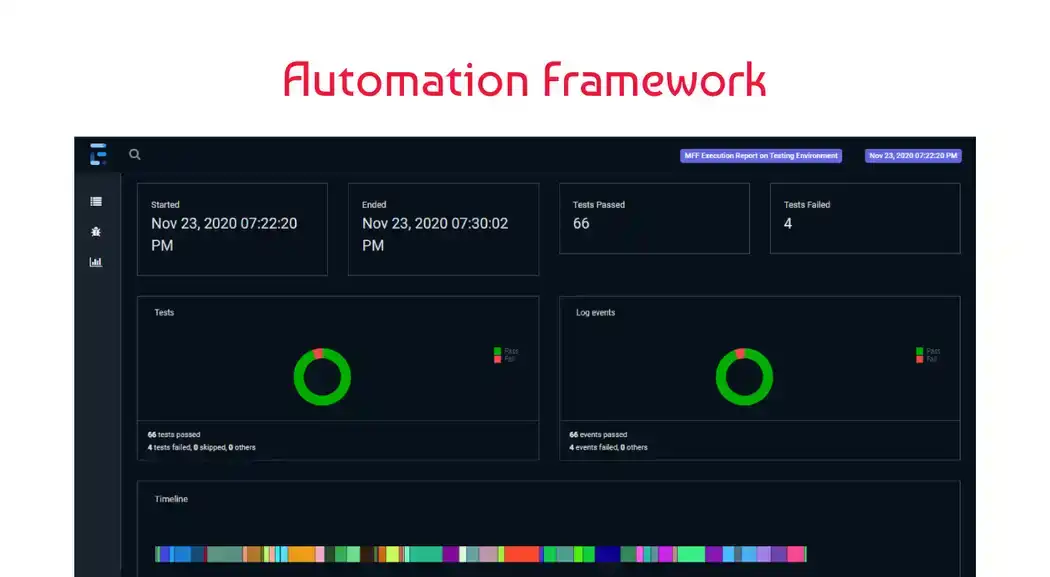 Automation Framework
MFF Execution Report on Testing Environment
Nov 23, 2020 07:22:20 PM
Started
Nov 23, 2020 07:22:20
PM
Ended
Nov 23, 2020 07:30:02
PM
Tests Passed
66
Tests Failed
4
Tests
Pass
Fail
66 tests passed
4 tests failed, 0 skipped, 0 others
Log events
Pass
Fail
66 events passed
4 events failed, 0 others
Timeline